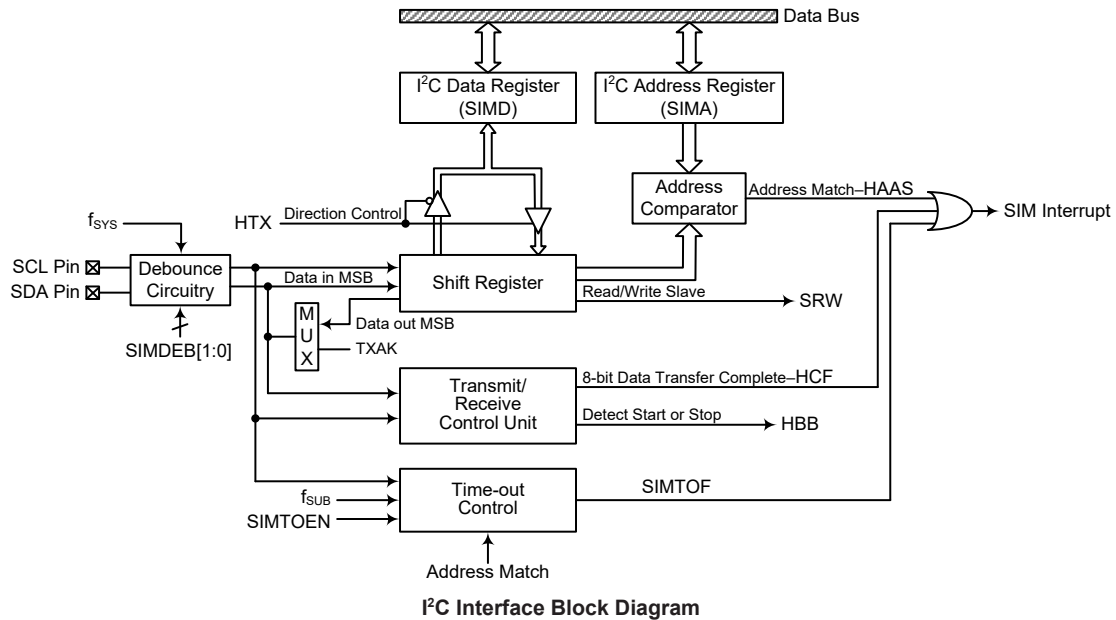 Data Bus
I²C Data Register
(SIMD)
I²C Address Register
(SIMA)
Address
Comparator
Address Match–HAAS
SIM Interrupt
HTX
Direction Control
fSYS
SCL Pin
SDA Pin
Debounce
Circuitry
SIMDEB[1:0]
Data in MSB
Shift Register
Read/Write Slave
SRW
M
U
X
Data out MSB
TXAK
Transmit/
Receive
Control Unit
8-bit Data Transfer Complete–HCF
Detect Start or Stop
HBB
fSUB
SIMTOEN
Time-out
Control
SIMTOF
Address Match
I²C Interface Block Diagram